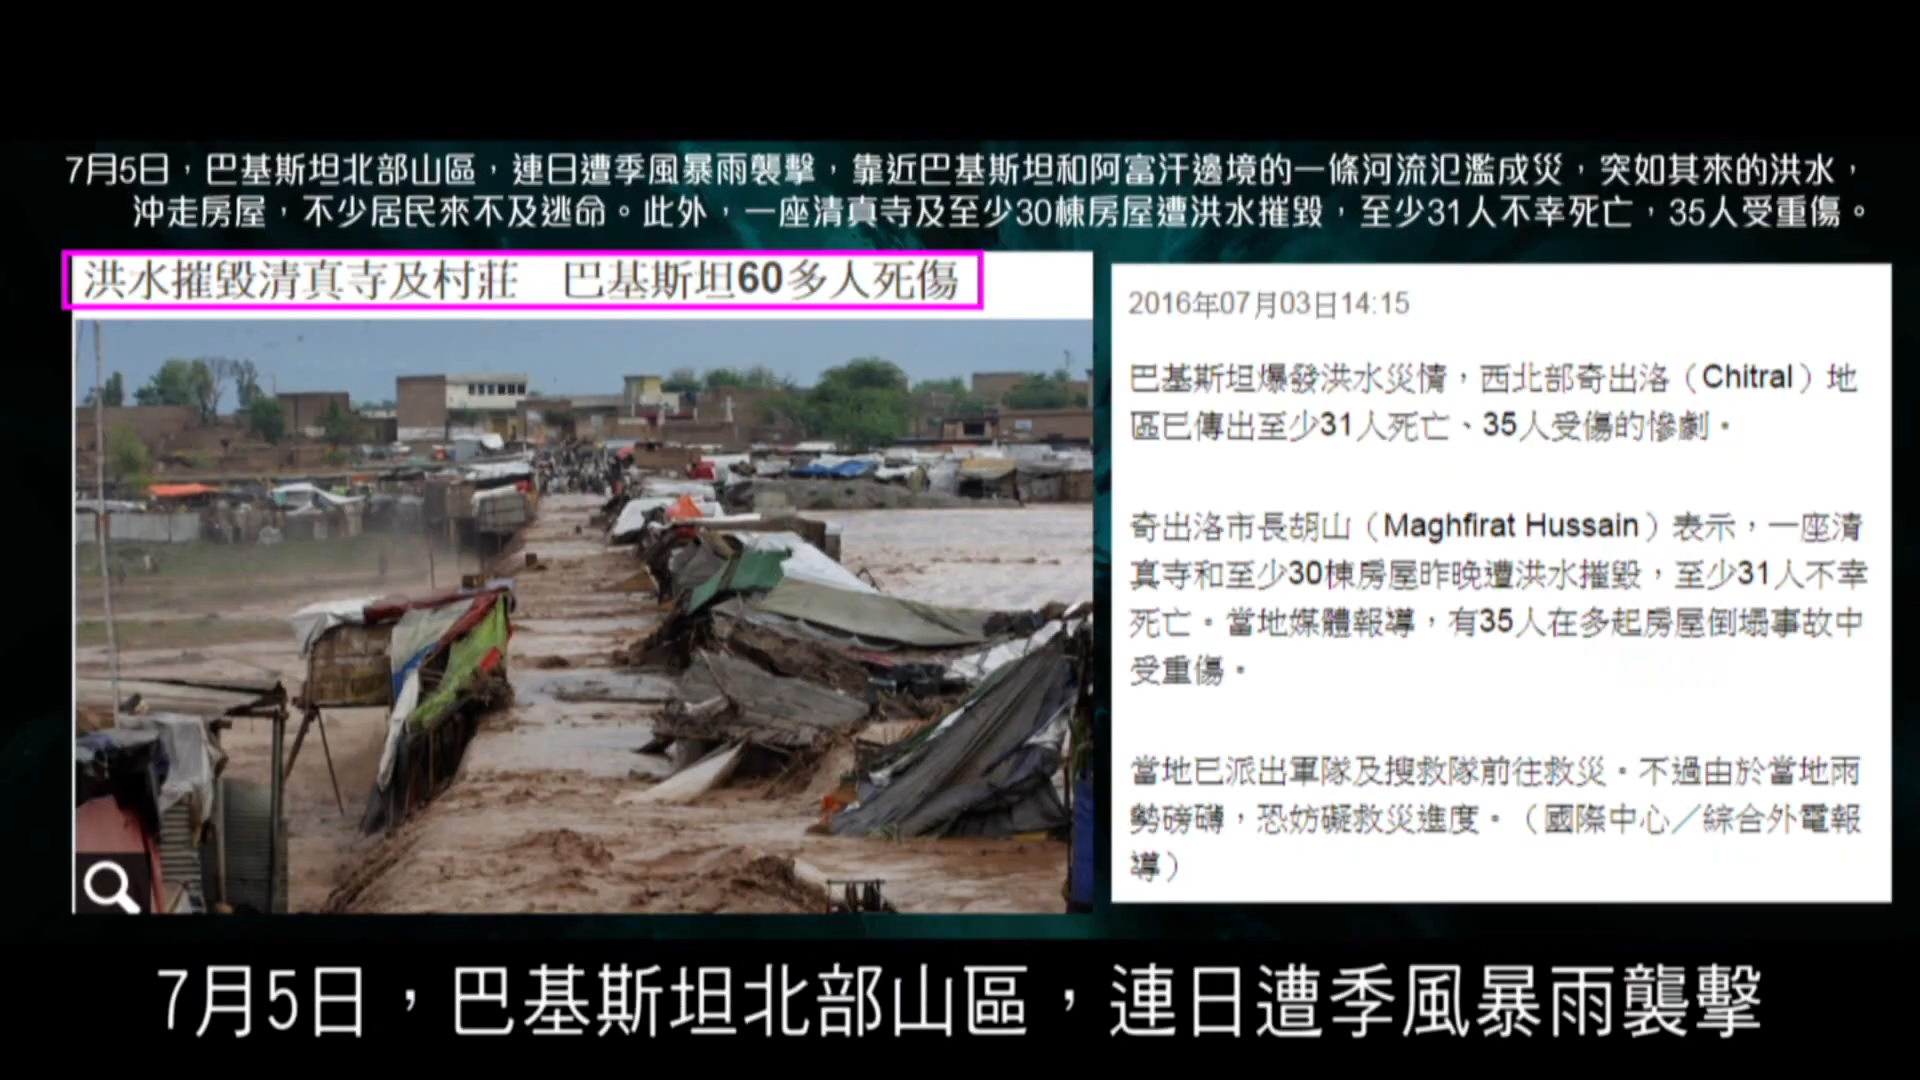 7月5日，巴基斯坦北部山區，連日遭季風暴雨襲擊，靠近巴基斯坦和阿富汗邊境的一條河流氾濫成災，突如其來的洪水，
沖走房屋，不少居民來不及逃命。此外，一座清真寺及至少30棟房屋遭洪水摧毀，至少31人不幸死亡，35人受重傷。
洪水摧毀清真寺及村莊　巴基斯坦60多人死傷
2016年07月03日14:15
巴基斯坦爆發洪水災情，西北部奇出洛（Chitral）地
區已傳出至少31人死亡、35人受傷的慘劇。
奇出洛市長胡山（Maghfirat Hussain）表示，一座清
真寺和至少30棟房屋昨晚遭洪水摧毀，至少31人不幸
死亡。當地媒體報導，有35人在多起房屋倒塌事故中
受重傷。
當地已派出軍隊及搜救隊前往救災。不過由於當地雨
勢磅礡，恐妨礙救災進度。（國際中心／綜合外電報
導）
7月5日，巴基斯坦北部山區，連日遭季風暴雨襲擊